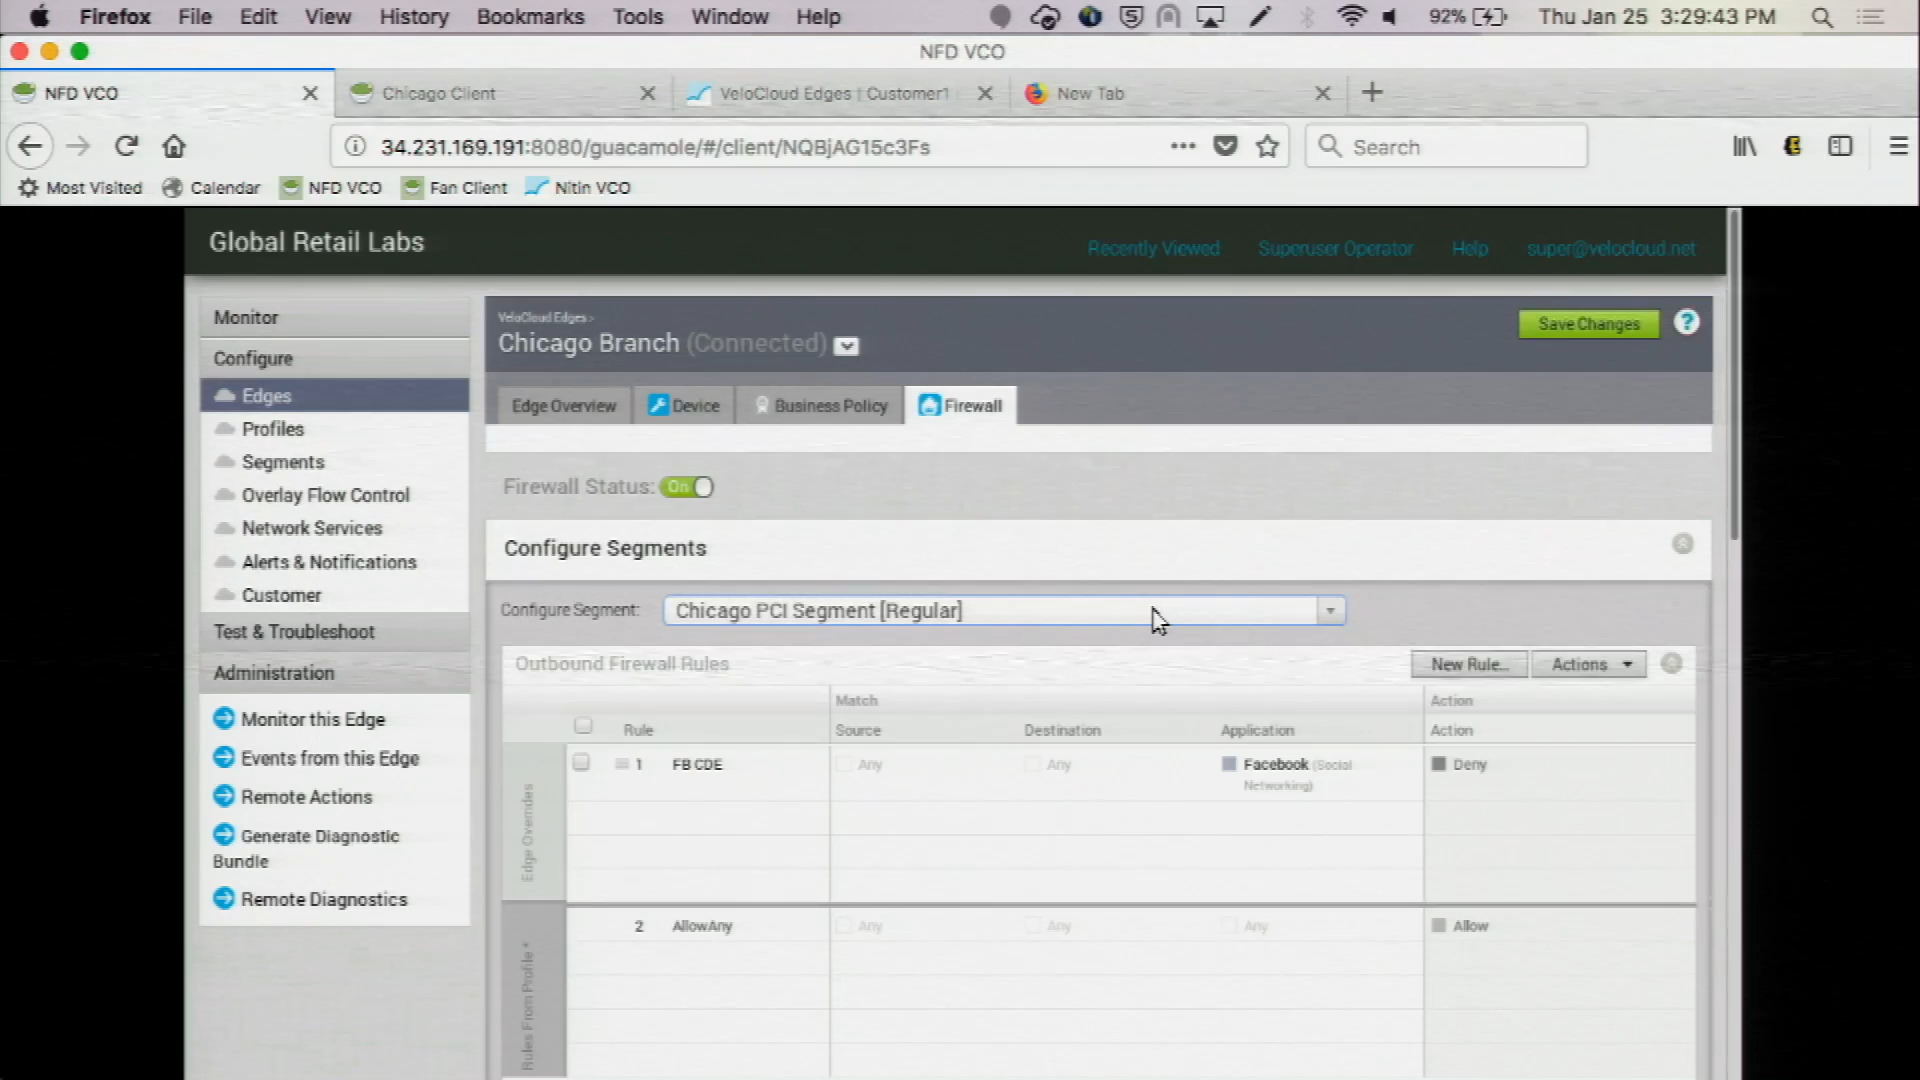 Firefox File Edit View History Bookmarks Tools Window Help 92% Thu Jan 25 3:29:43 PM
NFD VCO
NFD VCO Chicago Client VeloCloud Edges | Customer1 New Tab
34.231.169.191:8080/guacamole/#/client/NQBjAG15c3Fs Search
Most Visited Calendar NFD VCO Fan Client Nitin VCO
Global Retail Labs
Recently Viewed Superuser Operator Help super@velocloud.net
Monitor
Configure
Edges
Profiles
Segments
Overlay Flow Control
Network Services
Alerts & Notifications
Customer
Test & Troubleshoot
Administration
Monitor this Edge
Events from this Edge
Remote Actions
Generate Diagnostic
Bundle
Remote Diagnostics
VeloCloud Edges >
Chicago Branch (Connected)
Save Changes ?
Edge Overview Device Business Policy Firewall
Firewall Status: On
Configure Segments
Configure Segment: Chicago PCI Segment [Regular]
Outbound Firewall Rules New Rule... Actions
Match Action
Rule Source Destination Application Action
Edge Overrides
1 FB CDE Any Any Facebook (Social Deny
Networking)
Rules From Profile *
2 AllowAny Any Any Any Allow